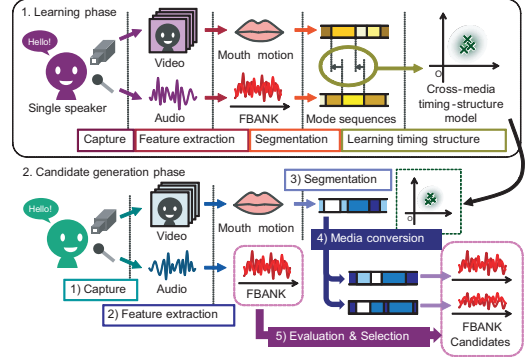 1. Learning phase
Hello!
Single speaker
Video
Audio
Mouth motion
FBANK
Mode sequences
O
Cross-media
timing-structure
model
Capture
Feature extraction
Segmentation
Learning timing structure
2. Candidate generation phase
Hello!
Video
Audio
Mouth motion
FBANK
1) Capture
2) Feature extraction
3) Segmentation
O
4) Media conversion
5) Evaluation & Selection
FBANK
Candidates